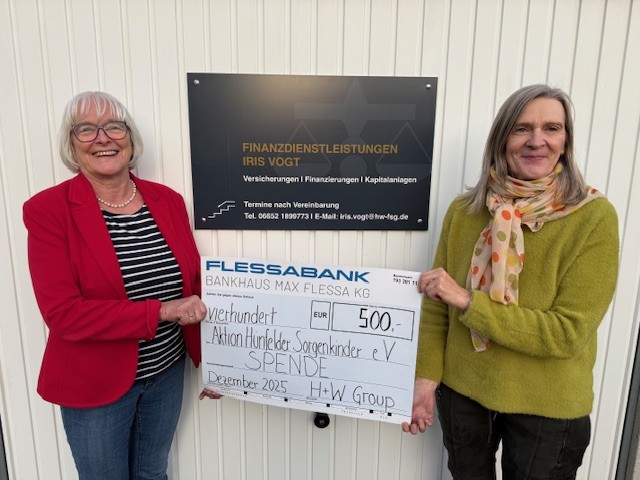 FINANZDIENSTLEISTUNGEN
IRIS VOGT
Versicherungen I Finanzierungen I Kapitalanlagen
Termine nach Vereinbarung
Tel. 06652 1899773 I E-Mail: iris.vogt@hw-fsg.de
FLESSABANK
BANKHAUS MAX FLESSA KG
vierhundert EUR 500,-
Aktion Hünfelder Sorgenkinder e V
SPENDE
Dezember 2025 H+W Group